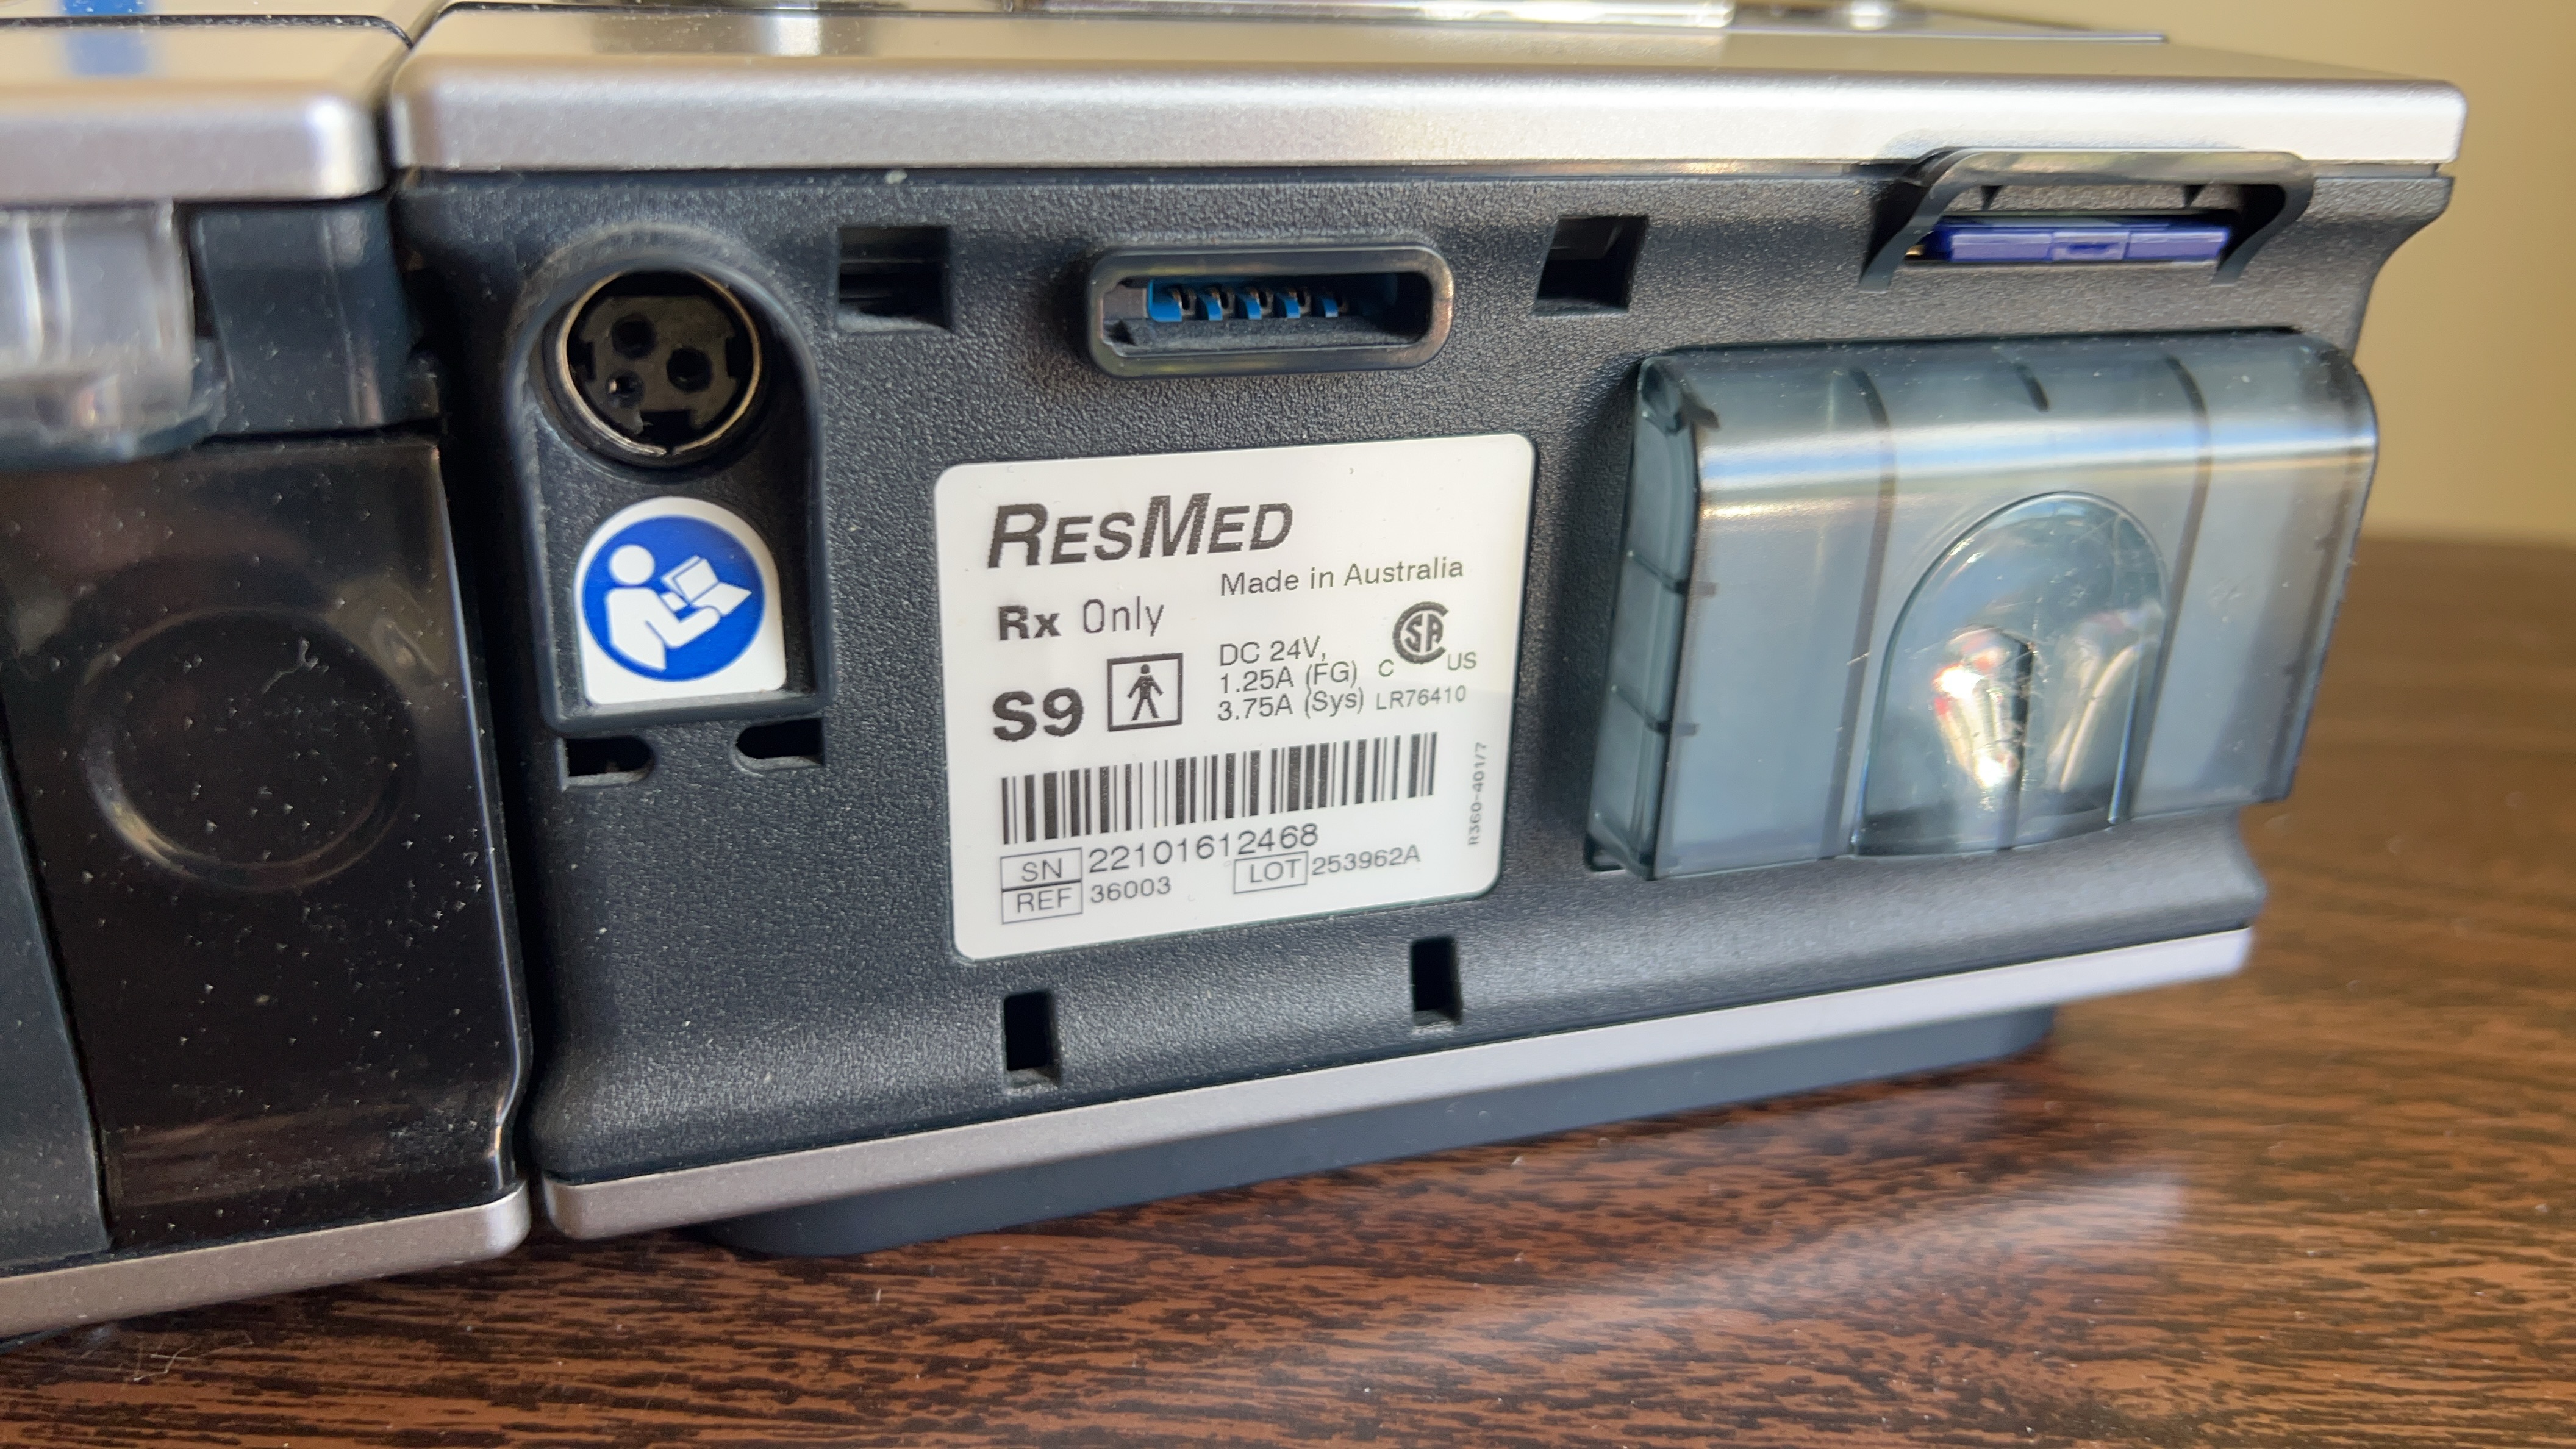 RESMED
Made in Australia
Rx Only
DC 24V,
1.25A (FG)
3.75A (Sys)
SA
C US
LR76410
S9
R360-401/7
SN 22101612468
REF 36003 LOT 253962A